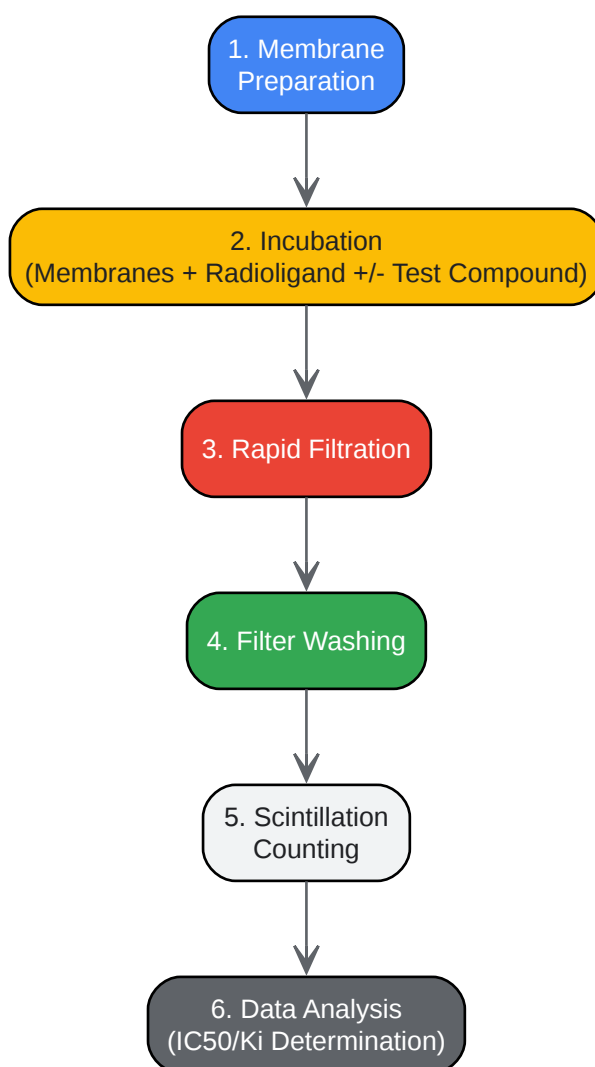 1. Membrane
Preparation
2. Incubation
(Membranes + Radioligand +/- Test Compound)
3. Rapid Filtration
4. Filter Washing
5. Scintillation
Counting
6. Data Analysis
(IC50/Ki Determination)